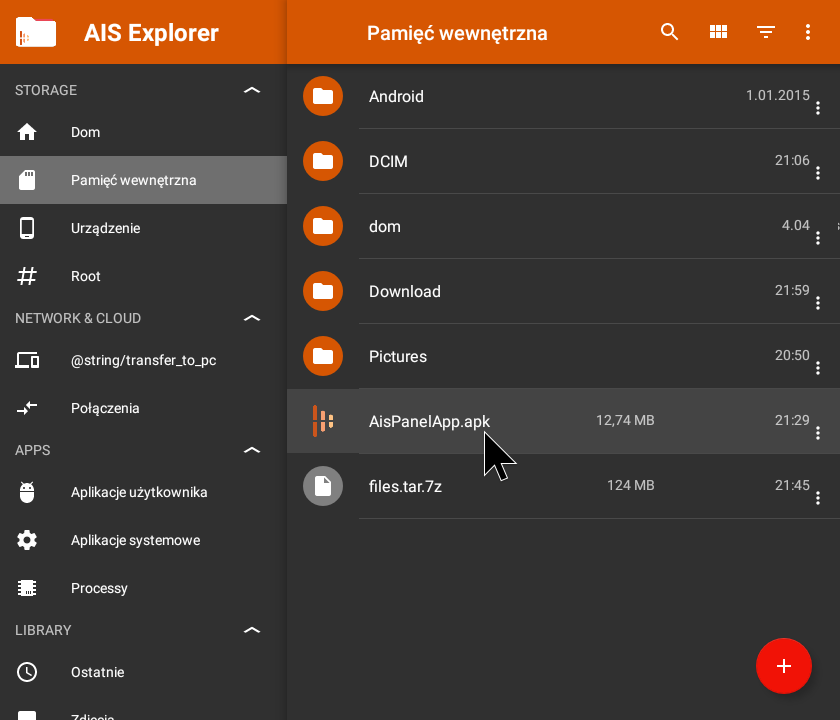 AIS Explorer
Pamięć wewnętrzna
STORAGE
Dom
Pamięć wewnętrzna
Urządzenie
Root
NETWORK & CLOUD
@string/transfer_to_pc
Połączenia
APPS
Aplikacje użytkownika
Aplikacje systemowe
Processy
LIBRARY
Ostatnie
Zdjęcia
Android 1.01.2015
DCIM 21:06
dom 4.04
Download 21:59
Pictures 20:50
AisPanelApp.apk 12,74 MB 21:29
files.tar.7z 124 MB 21:45